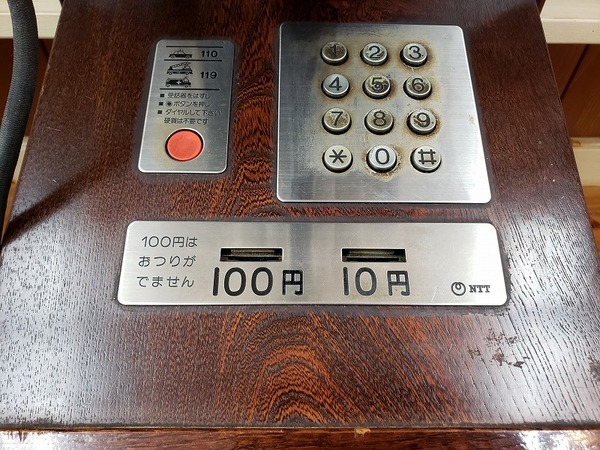 110
119
■ 受話器をはずし
■ ◉ボタンを押し
■ ダイヤルして下さい
硬貨は不要です
1 2 3
4 5 6
7 8 9
* 0 #
100円は
おつりが
でません
100円 10円
NTT